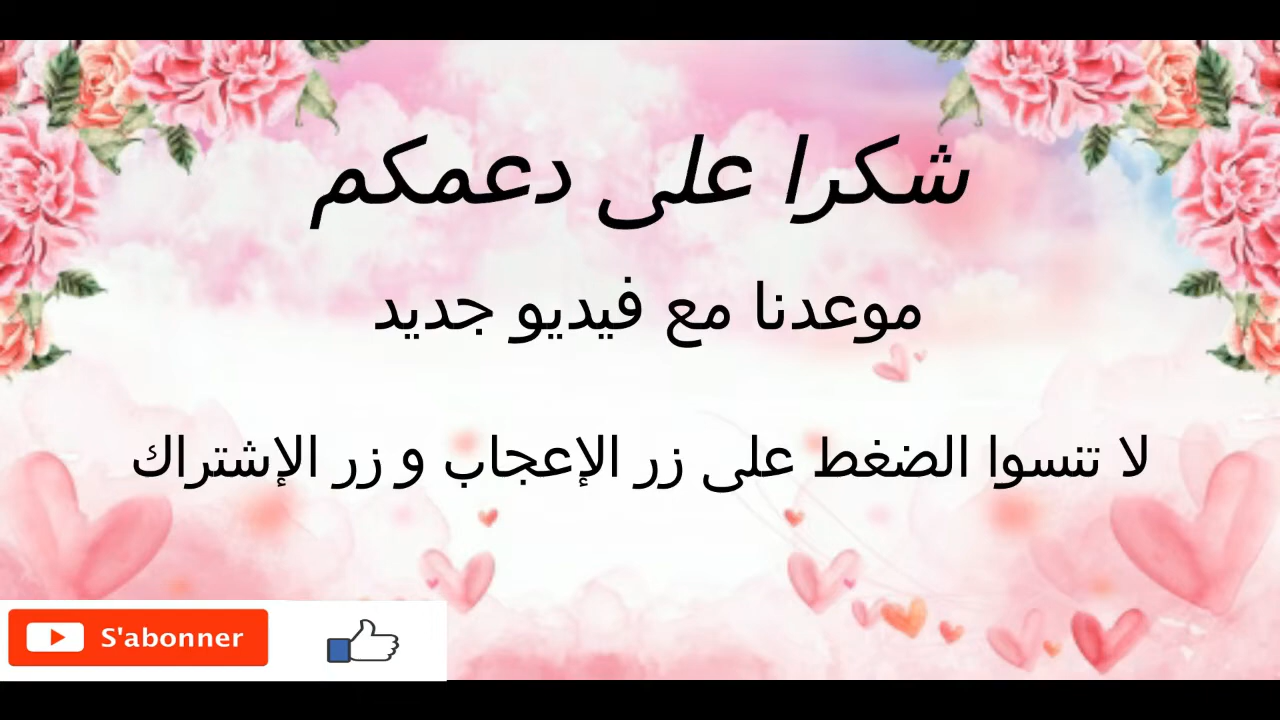 شكرا على دعمكم
موعدنا مع فيديو جديد
لا تنسوا الضغط على زر الإعجاب و زر الإشتراك
S'abonner